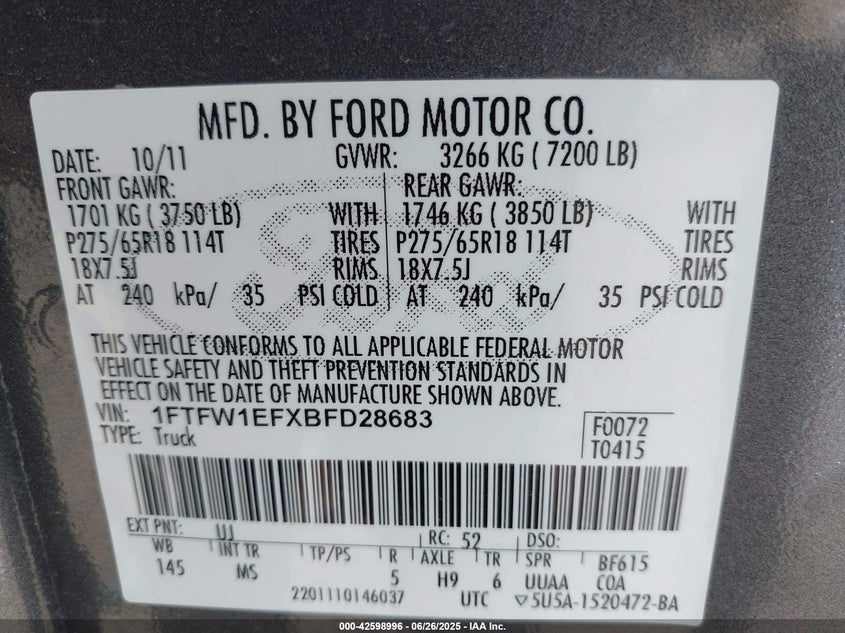 MFD. BY FORD MOTOR CO.
DATE: 10/11 GVWR: 3266 KG ( 7200 LB)
FRONT GAWR: REAR GAWR:
1701 KG ( 3750 LB) WITH 1746 KG ( 3850 LB) WITH
P275/65R18 114T TIRES P275/65R18 114T TIRES
18X7.5J RIMS 18X7.5J RIMS
AT 240 kPa/ 35 PSI COLD AT 240 kPa/ 35 PSI COLD
THIS VEHICLE CONFORMS TO ALL APPLICABLE FEDERAL MOTOR
VEHICLE SAFETY AND THEFT PREVENTION STANDARDS IN
EFFECT ON THE DATE OF MANUFACTURE SHOWN ABOVE.
VIN: 1FTFW1EFXBFD28683 F0072
TYPE: Truck T0415
EXT PNT: UJ RC: 52 DSO:
WB INT TR TP/PS R AXLE TR SPR BF615
145 MS 5 H9 6 UUAA COA
2201110146037 UTC ▽5U5A-1520472-BA
000-42598996 - 06/26/2025 - IAA Inc.